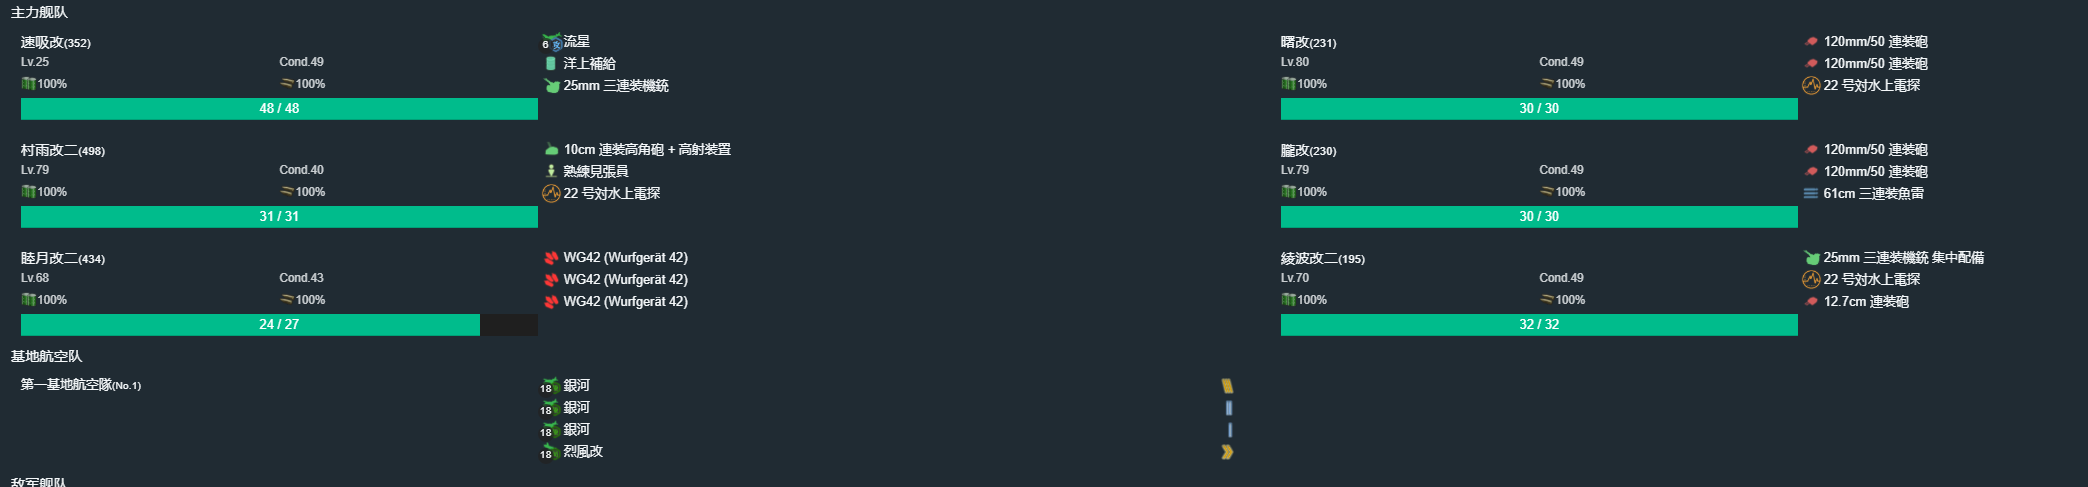 主力舰队
速吸改(352)
Lv.25 Cond.49
100% 100%
48 / 48
6 流星
洋上補給
25mm 三連装機銃
曙改(231)
Lv.80 Cond.49
100% 100%
30 / 30
120mm/50 連装砲
120mm/50 連装砲
22 号対水上電探
村雨改二(498)
Lv.79 Cond.40
100% 100%
31 / 31
10cm 連装高角砲 + 高射装置
熟練見張員
22 号対水上電探
朧改(230)
Lv.79 Cond.49
100% 100%
30 / 30
120mm/50 連装砲
120mm/50 連装砲
61cm 三連装魚雷
睦月改二(434)
Lv.68 Cond.43
100% 100%
24 / 27
WG42 (Wurfgerät 42)
WG42 (Wurfgerät 42)
WG42 (Wurfgerät 42)
綾波改二(195)
Lv.70 Cond.49
100% 100%
32 / 32
25mm 三連装機銃 集中配備
22 号対水上電探
12.7cm 連装砲
基地航空队
第一基地航空隊(No.1)
18 銀河
18 銀河
18 銀河
18 烈風改
敌军舰队